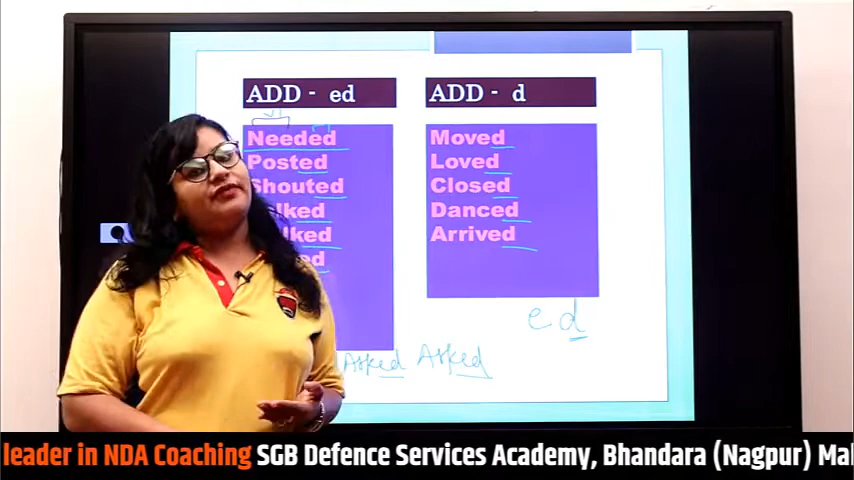 ADD - ed
Needed
Posted
Shouted
ADD - d
Moved
Loved
Closed
Danced
Arrived
e d
Asked Asked
leader in NDA Coaching SGB Defence Services Academy, Bhandara (Nagpur)